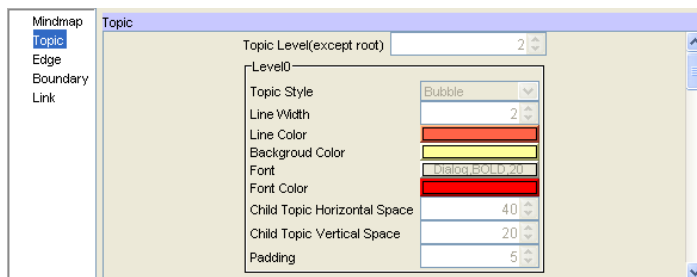 Mindmap
Topic
Edge
Boundary
Link
Topic
Topic Level(except root) 2
Level0
Topic Style Bubble
Line Width 2
Line Color
Backgroud Color
Font Dialog,BOLD,20
Font Color
Child Topic Horizontal Space 40
Child Topic Vertical Space 20
Padding 5